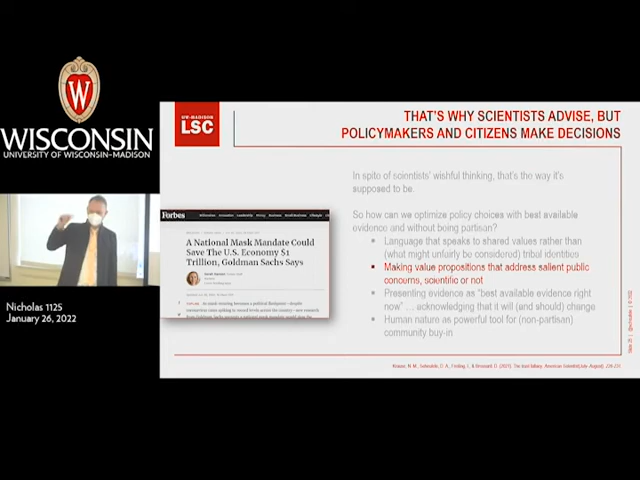 W
WISCONSIN
UNIVERSITY OF WISCONSIN–MADISON
Nicholas 1125
January 26, 2022
UW-MADISON
LSC
THAT'S WHY SCIENTISTS ADVISE, BUT
POLICYMAKERS AND CITIZENS MAKE DECISIONS
In spite of scientists' wishful thinking, that's the way it's
supposed to be.
So how can we optimize policy choices with best available
evidence and without being partisan?
Language that speaks to shared values rather than
(what might unfairly be considered) tribal identities
Making value propositions that address salient public
concerns, scientific or not
Presenting evidence as "best available evidence right
now" ... acknowledging that it will (and should) change
Human nature as powerful tool for (non-partisan)
community buy-in
Forbes
A National Mask Mandate Could
Save The U.S. Economy $1
Trillion, Goldman Sachs Says